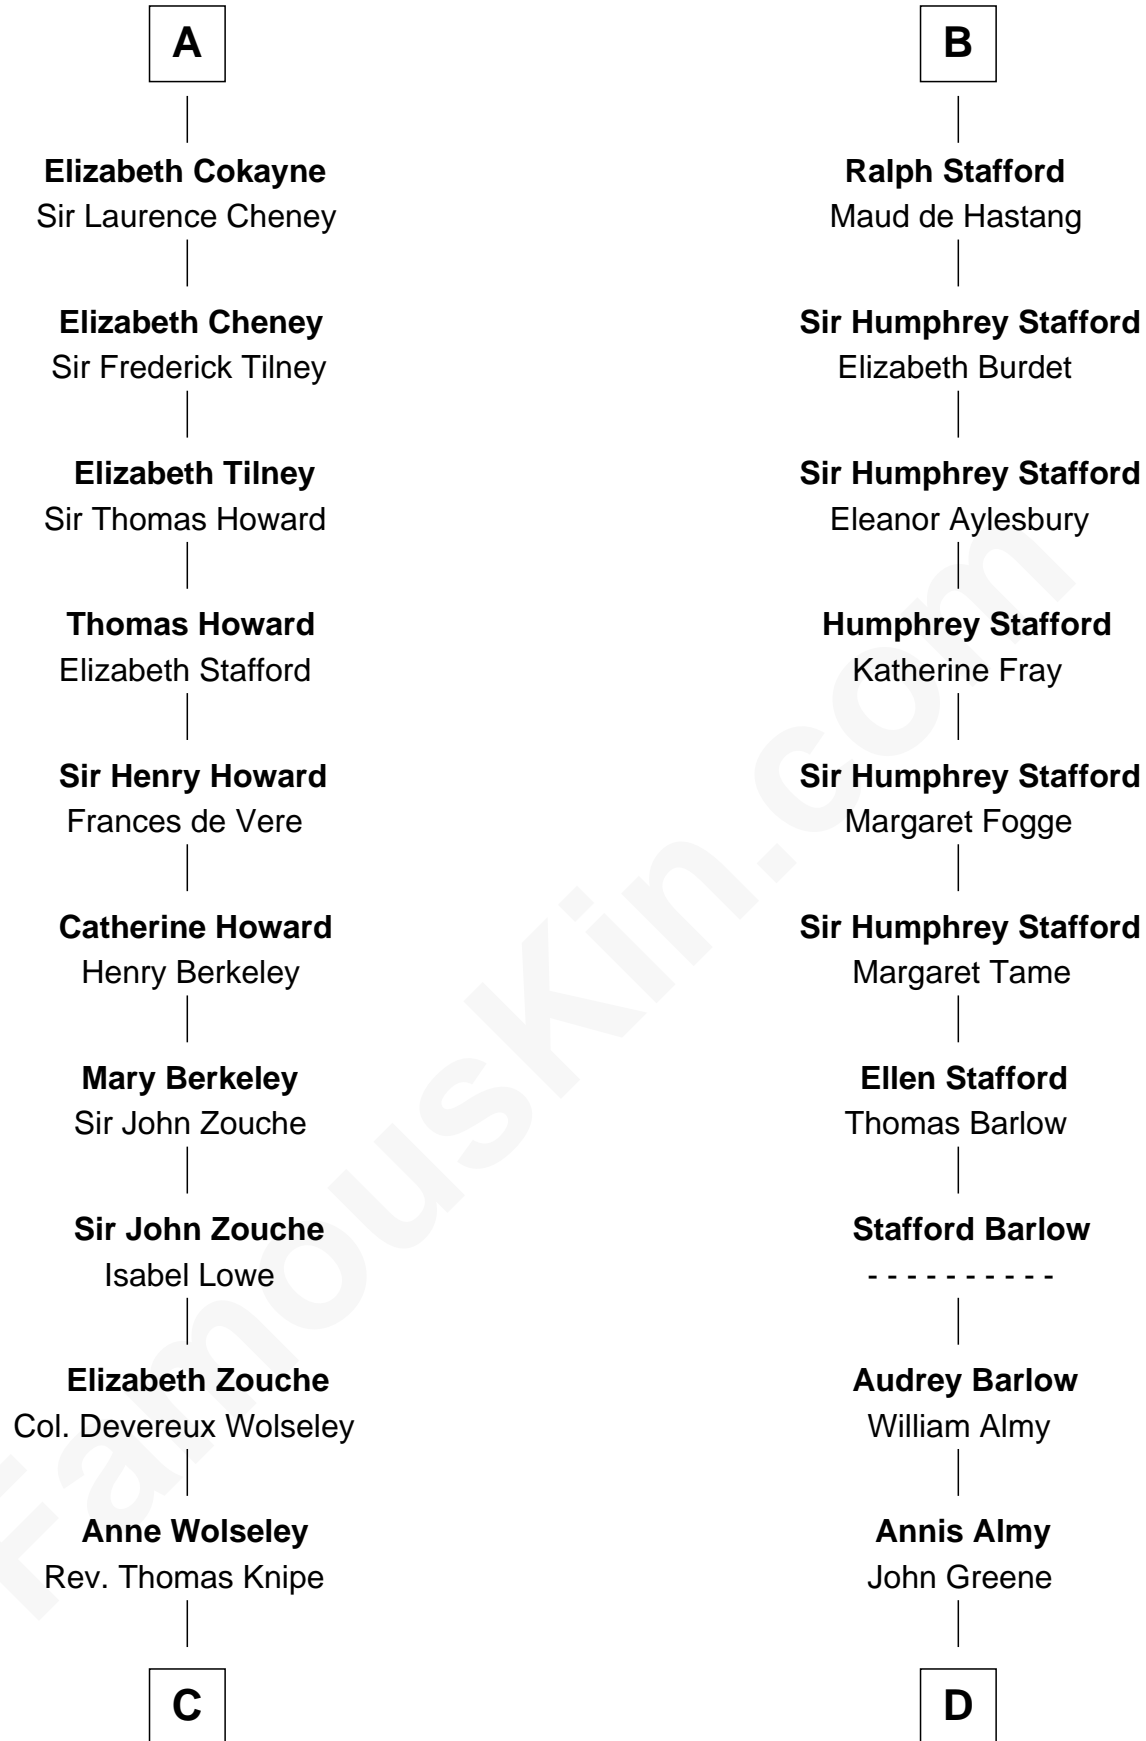 A
Elizabeth Cokayne
Sir Laurence Cheney
Elizabeth Cheney
Sir Frederick Tilney
Elizabeth Tilney
Sir Thomas Howard
Thomas Howard
Elizabeth Stafford
Sir Henry Howard
Frances de Vere
Catherine Howard
Henry Berkeley
Mary Berkeley
Sir John Zouche
Sir John Zouche
Isabel Lowe
Elizabeth Zouche
Col. Devereux Wolseley
Anne Wolseley
Rev. Thomas Knipe
C
B
Ralph Stafford
Maud de Hastang
Sir Humphrey Stafford
Elizabeth Burdet
Sir Humphrey Stafford
Eleanor Aylesbury
Humphrey Stafford
Katherine Fray
Sir Humphrey Stafford
Margaret Fogge
Sir Humphrey Stafford
Margaret Tame
Ellen Stafford
Thomas Barlow
Stafford Barlow
- - - - - - - - - -
Audrey Barlow
William Almy
Annis Almy
John Greene
D
FamousKin.com